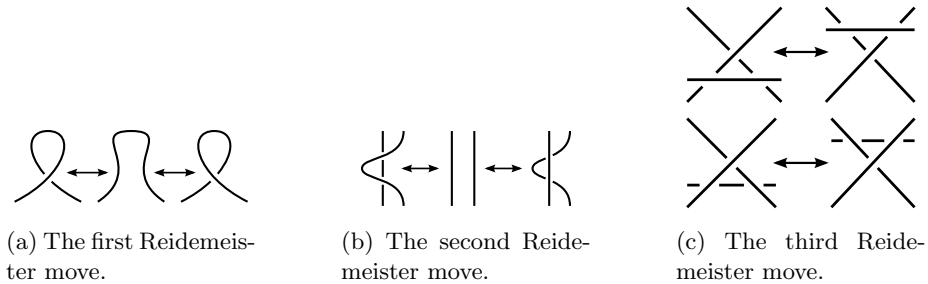 (a) The first Reidemeis-
ter move.
(b) The second Reide-
meister move.
(c) The third Reide-
meister move.